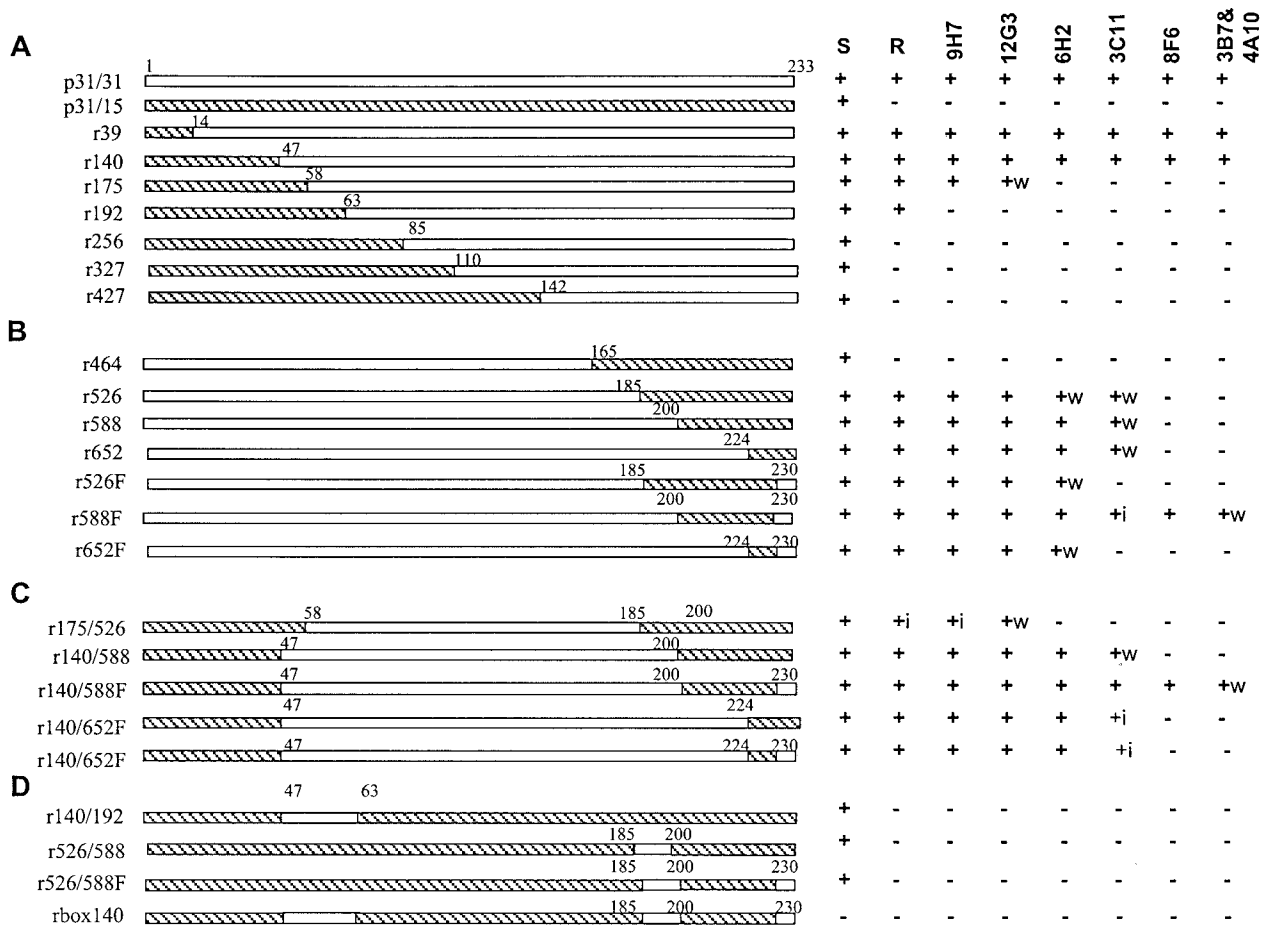 S R 9H7 12G3 6H2 3C11 8F6 3B7& 4A10
A
1 233
p31/31 + + + + + + + +
p31/15 + - - - - - - -
14
r39 + + + + + + + +
47
r140 + + + + + + + +
58
r175 + + + +w - - - -
63
r192 + + - - - - - -
85
r256 + - - - - - - -
110
r327 + - - - - - - -
142
r427 + - - - - - - -
B
165
r464 + - - - - - - -
185
r526 + + + + +w +w - -
200
r588 + + + + + +w - -
224
r652 + + + + + +w - -
185 230
r526F + + + + +w - - -
200 230
r588F + + + + + +i + +w
224 230
r652F + + + + +w - - -
C
58 185 200
r175/526 + +i +i +w - - - -
47 200
r140/588 + + + + + +w - -
47 200 230
r140/588F + + + + + + + +w
47 224
r140/652F + + + + + +i - -
47 224 230
r140/652F + + + + + +i - -
D
47 63
r140/192 + - - - - - - -
185 200
r526/588 + - - - - - - -
185 200 230
r526/588F + - - - - - - -
185 200 230
rbox140 - - - - - - - -